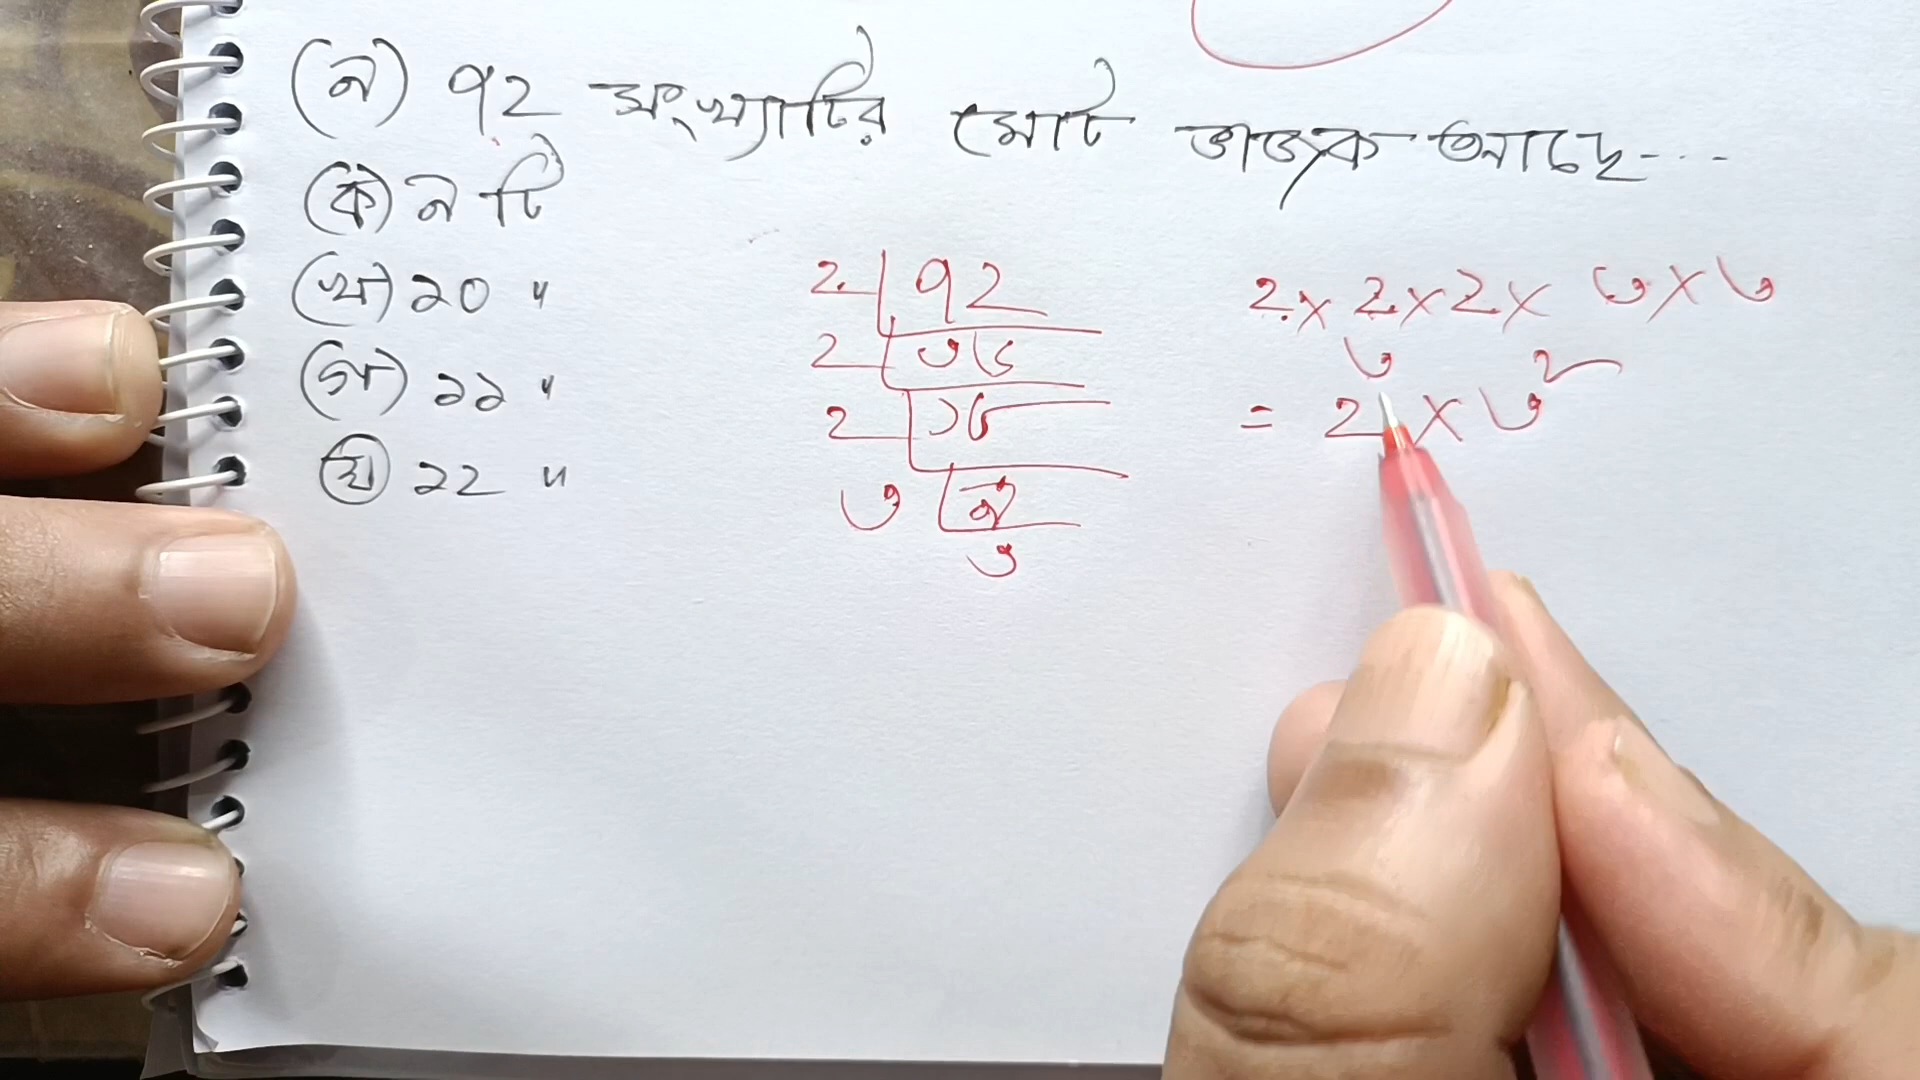 (ন) ৭২ সংখ্যাটির মোট ভাজক আছে---
(ক) ৯ টি
(খ) ১০ "
(গ) ১১ "
(ঘ) ১২ "
২ | ৭২
২ | ৩৬
২ | ১৮
৩ | ৯
৩
২ × ২ × ২ × ৩ × ৩
= ২³ × ৩²